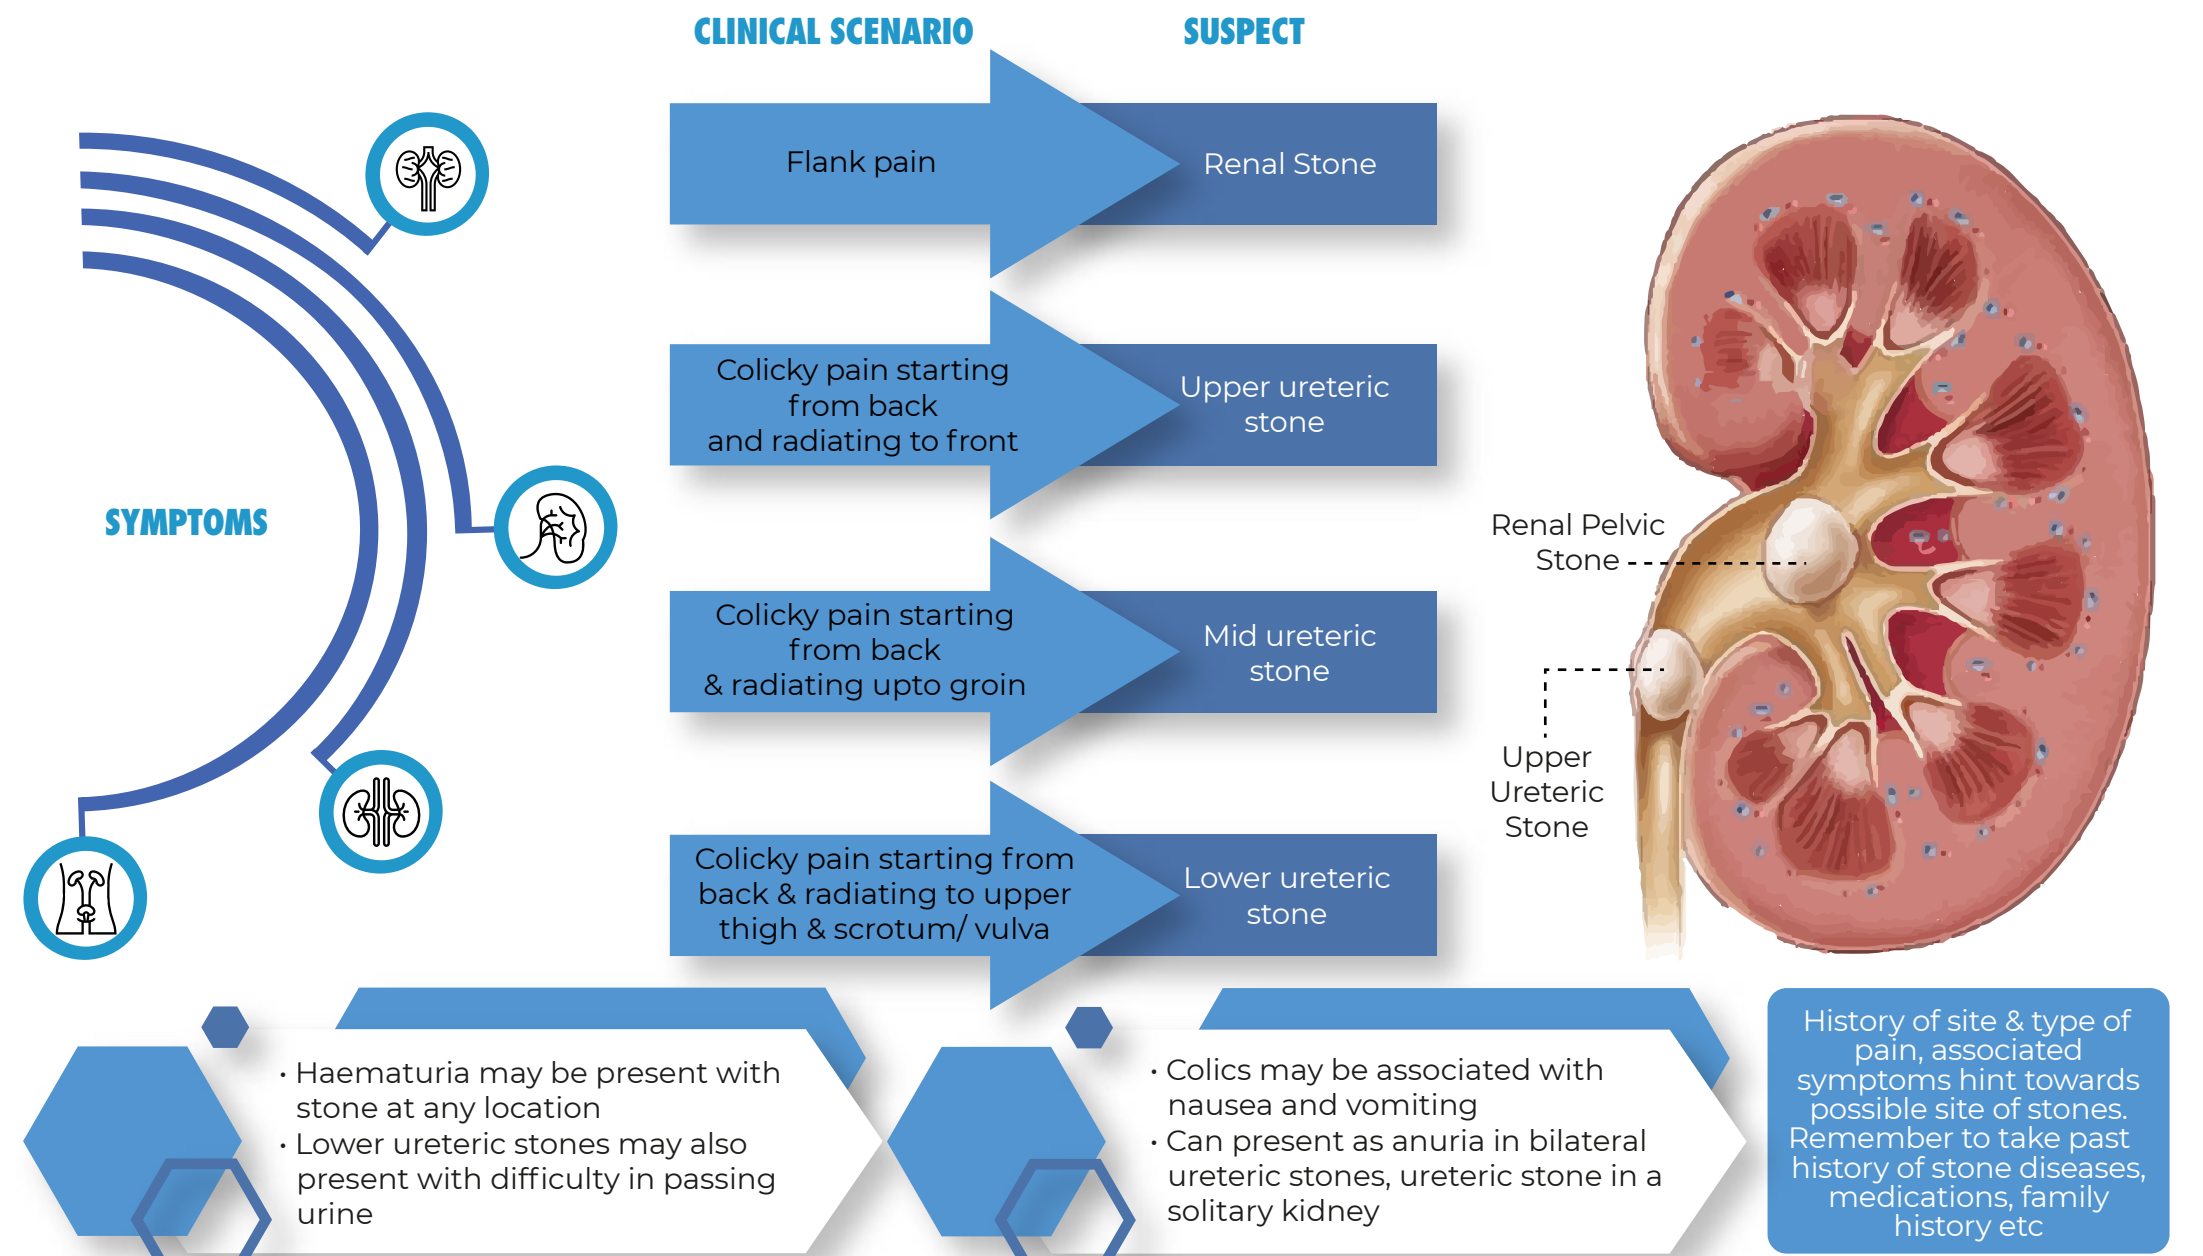 CLINICAL SCENARIO
SUSPECT
SYMPTOMS
Flank pain
Renal Stone
Colicky pain starting
from back
and radiating to front
Upper ureteric
stone
Colicky pain starting
from back
& radiating upto groin
Mid ureteric
stone
Colicky pain starting from
back & radiating to upper
thigh & scrotum/ vulva
Lower ureteric
stone
Renal Pelvic
Stone
Upper
Ureteric
Stone
• Haematuria may be present with
stone at any location
• Lower ureteric stones may also
present with difficulty in passing
urine
• Colics may be associated with
nausea and vomiting
• Can present as anuria in bilateral
ureteric stones, ureteric stone in a
solitary kidney
History of site & type of
pain, associated
symptoms hint towards
possible site of stones.
Remember to take past
history of stone diseases,
medications, family
history etc